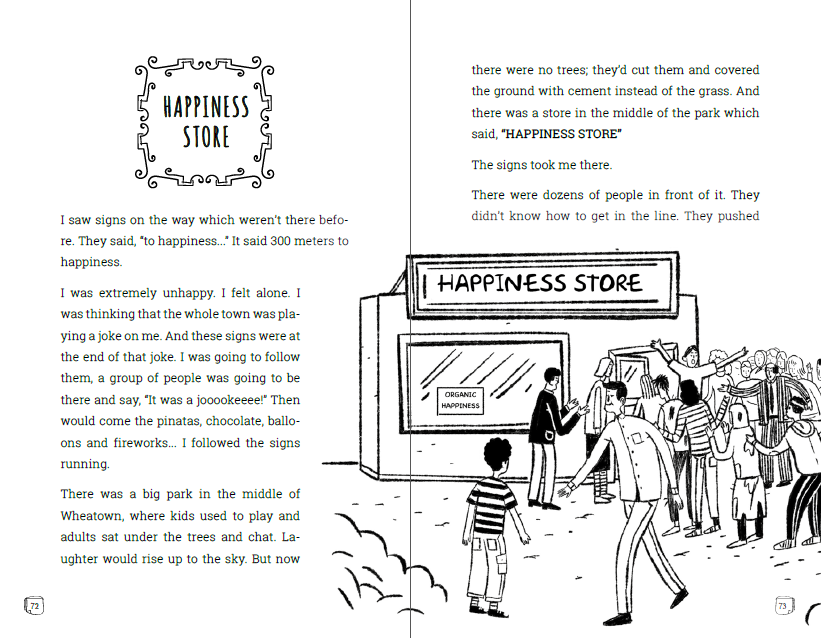 HAPPINESS
STORE
I saw signs on the way which weren't there befo-
re. They said, "to happiness..." It said 300 meters to
happiness.
I was extremely unhappy. I felt alone. I
was thinking that the whole town was pla-
ying a joke on me. And these signs were at
the end of that joke. I was going to follow
them, a group of people was going to be
there and say, "It was a jooookeeee!" Then
would come the pinatas, chocolate, ballo-
ons and fireworks... I followed the signs
running.
There was a big park in the middle of
Wheatown, where kids used to play and
adults sat under the trees and chat. La-
ughter would rise up to the sky. But now
72
there were no trees; they'd cut them and covered
the ground with cement instead of the grass. And
there was a store in the middle of the park which
said, "HAPPINESS STORE"
The signs took me there.
There were dozens of people in front of it. They
didn't know how to get in the line. They pushed
HAPPINESS STORE
ORGANIC
HAPPINESS
73